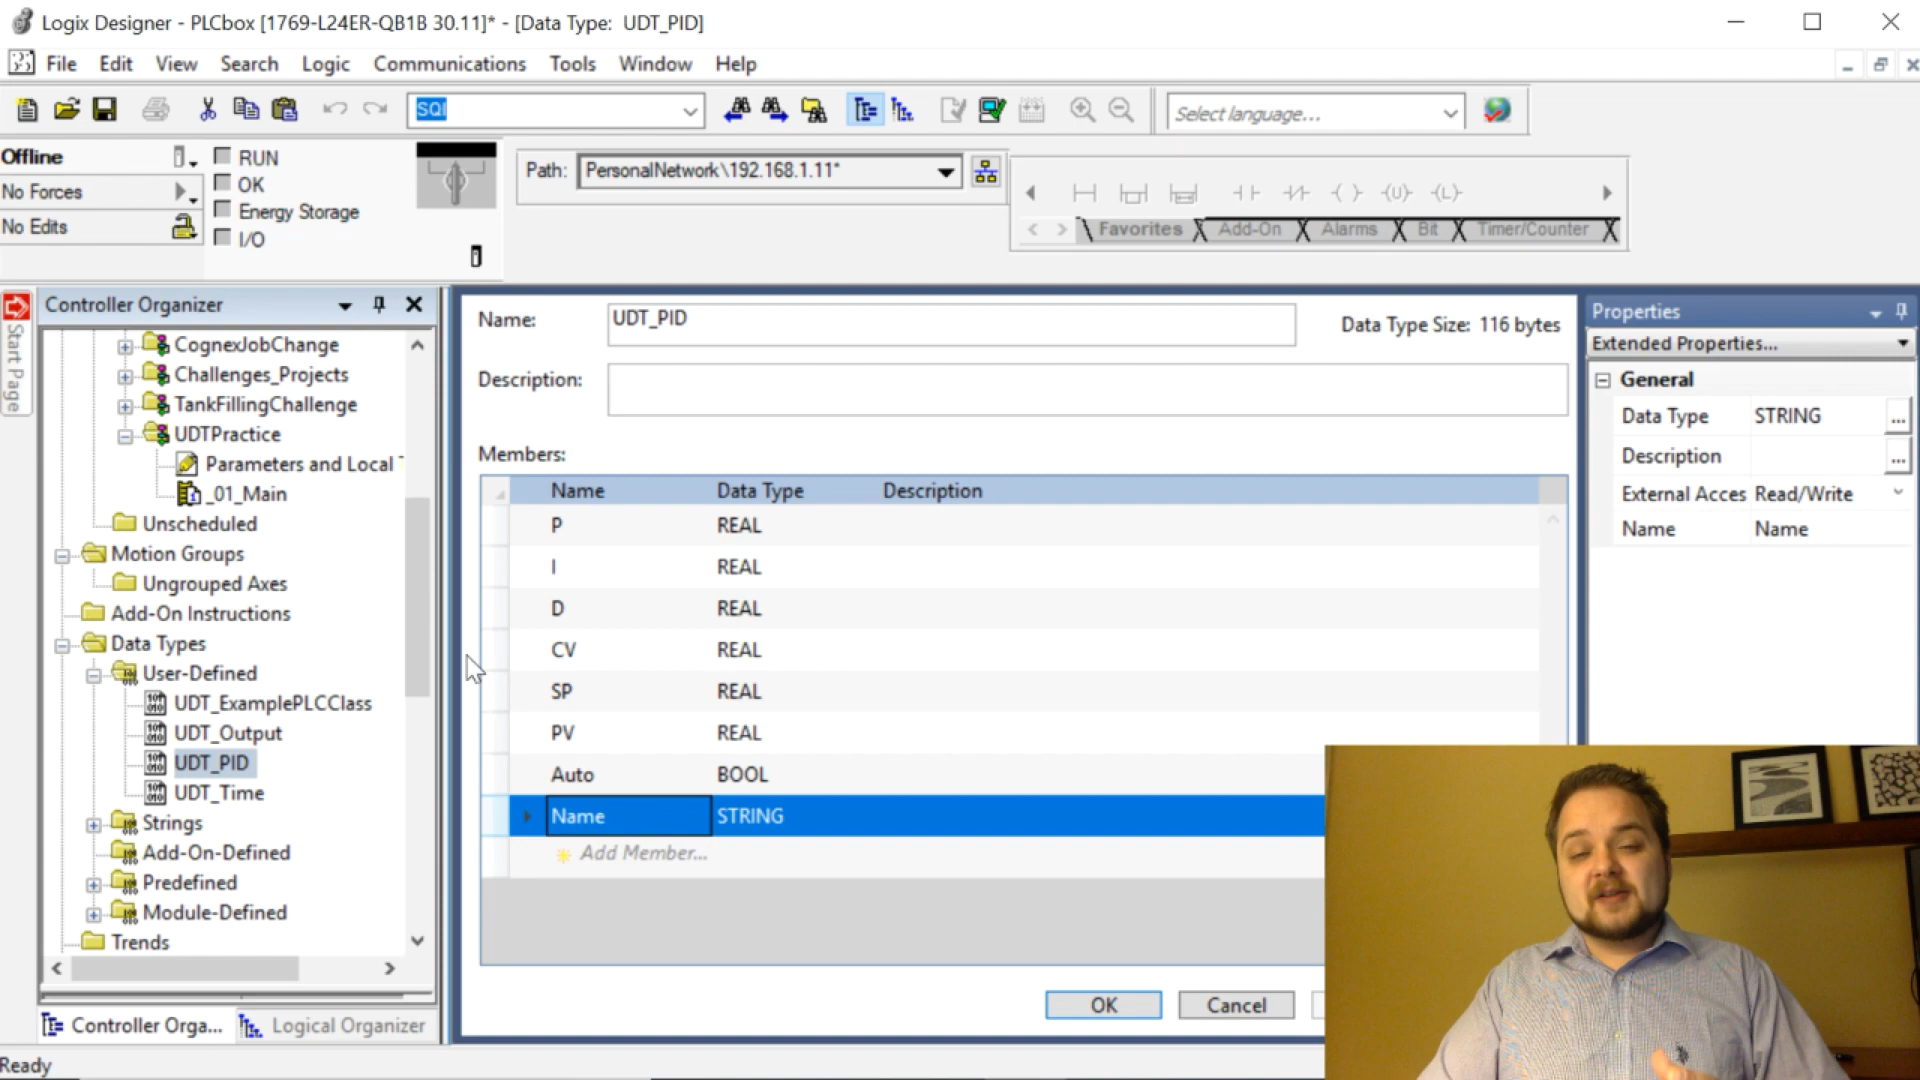 Logix Designer - PLCbox [1769-L24ER-QB1B 30.11]* - [Data Type: UDT_PID]
File Edit View Search Logic Communications Tools Window Help
SQI
Select language...
Offline
RUN
No Forces
OK
Energy Storage
No Edits
I/O
Path: PersonalNetwork\192.168.1.11*
Favorites Add-On Alarms Bit Timer/Counter
Start Page
Controller Organizer
CognexJobChange
Challenges_Projects
TankFillingChallenge
UDTPractice
Parameters and Local
_01_Main
Unscheduled
Motion Groups
Ungrouped Axes
Add-On Instructions
Data Types
User-Defined
UDT_ExamplePLCClass
UDT_Output
UDT_PID
UDT_Time
Strings
Add-On-Defined
Predefined
Module-Defined
Trends
Controller Orga... Logical Organizer
Ready
Name: UDT_PID Data Type Size: 116 bytes
Description:
Members:
Name Data Type Description
P REAL
I REAL
D REAL
CV REAL
SP REAL
PV REAL
Auto BOOL
Name STRING
Add Member...
OK Cancel
Properties
Extended Properties...
General
Data Type STRING ...
Description ...
External Acces Read/Write
Name Name